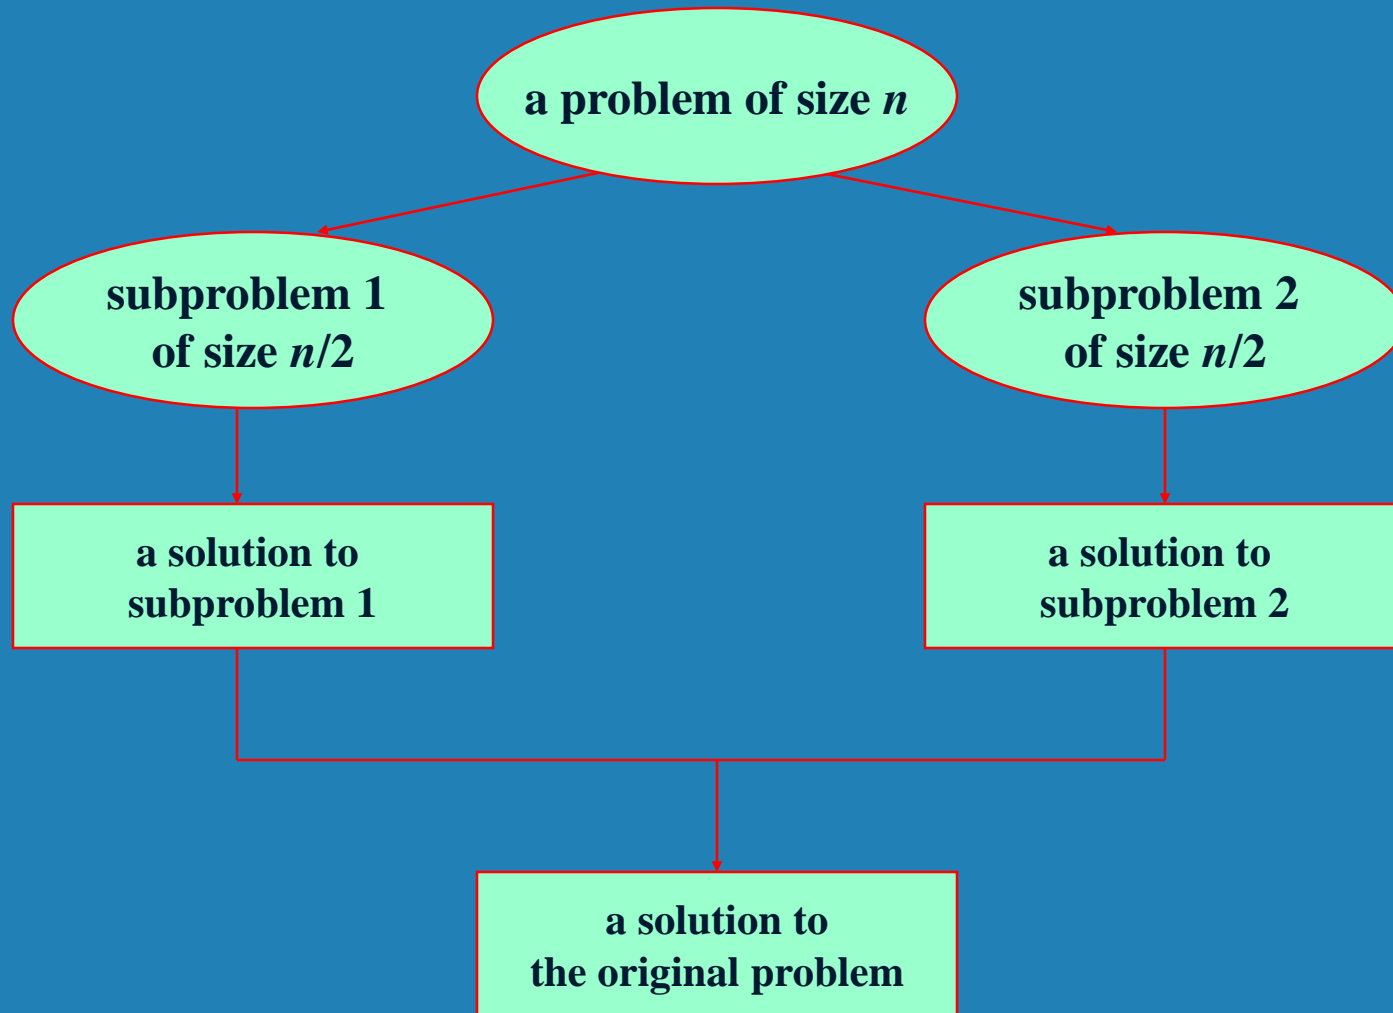 a problem of size n
subproblem 1
of size n/2
subproblem 2
of size n/2
a solution to
subproblem 1
a solution to
subproblem 2
a solution to
the original problem